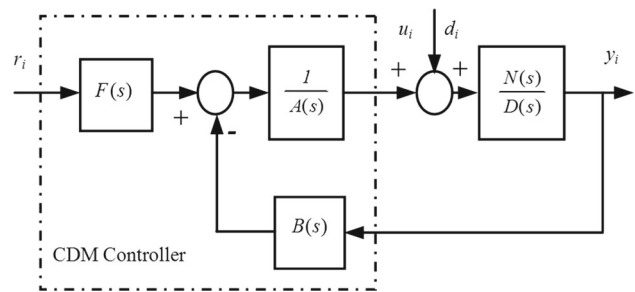 r_i
F(s)
+
-
1
A(s)
u_i
d_i
+
+
N(s)
D(s)
y_i
B(s)
CDM Controller